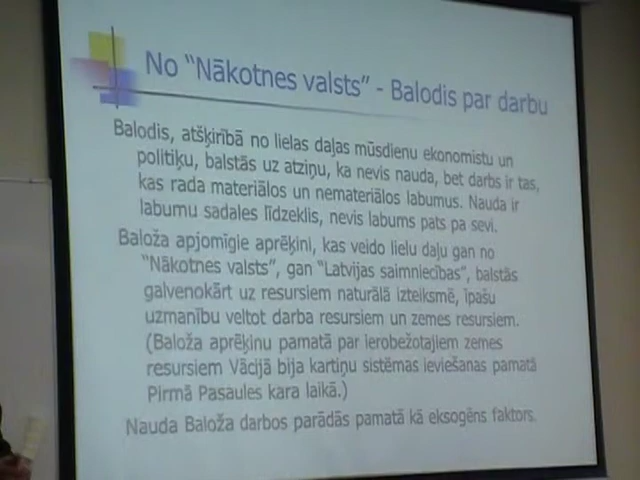 No “Nākotnes valsts” - Balodis par darbu
Balodis, atšķirībā no lielas daļas mūsdienu ekonomistu un
politiķu, balstās uz atziņu, ka nevis nauda, bet darbs ir tas,
kas rada materiālos un nemateriālos labumus. Nauda ir
labumu sadales līdzeklis, nevis labums pats pa sevi.
Baloža apjomīgie aprēķini, kas veido lielu daļu gan no
“Nākotnes valsts”, gan “Latvijas saimniecības”, balstās
galvenokārt uz resursiem naturālā izteiksmē, īpašu
uzmanību veltot darba resursiem un zemes resursiem.
(Baloža aprēķinu pamatā par ierobežotajiem zemes
resursiem Vācijā bija kartiņu sistēmas ieviešanas pamatā
Pirmā Pasaules kara laikā.)
Nauda Baloža darbos parādās pamatā kā eksogēns faktors.